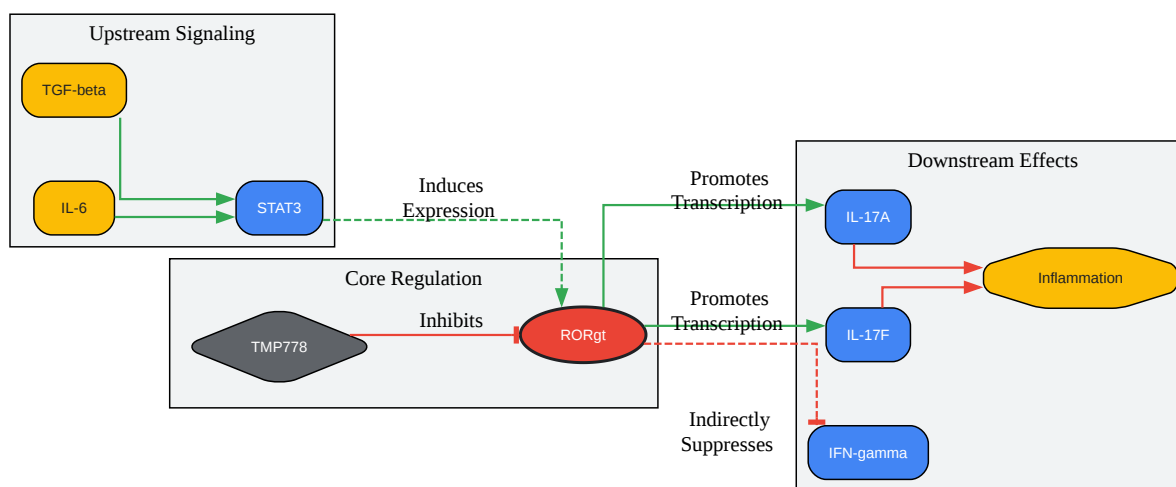 Upstream Signaling
TGF-beta
IL-6
STAT3
Induces
Expression
Core Regulation
TMP778
Inhibits
RORgt
Promotes
Transcription
Promotes
Transcription
Indirectly
Suppresses
Downstream Effects
IL-17A
IL-17F
IFN-gamma
Inflammation